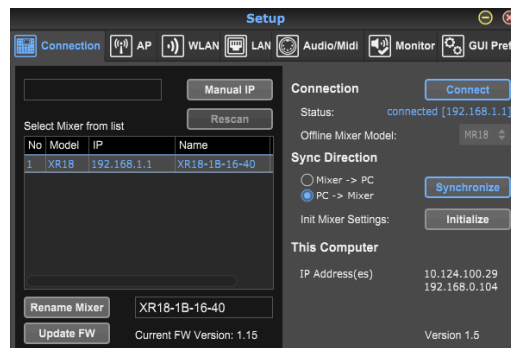 Setup
Connection AP WLAN LAN Audio/Midi Monitor GUI Pref
Manual IP
Rescan
Select Mixer from list
No Model IP Name
1 XR18 192.168.1.1 XR18-1B-16-40
Rename Mixer XR18-1B-16-40
Update FW Current FW Version: 1.15
Connection Connect
Status: connected [192.168.1.1]
Offline Mixer Model: MR18
Sync Direction
Mixer -> PC
PC -> Mixer
Synchronize
Init Mixer Settings: Initialize
This Computer
IP Address(es) 10.124.100.29
192.168.0.104
Version 1.5